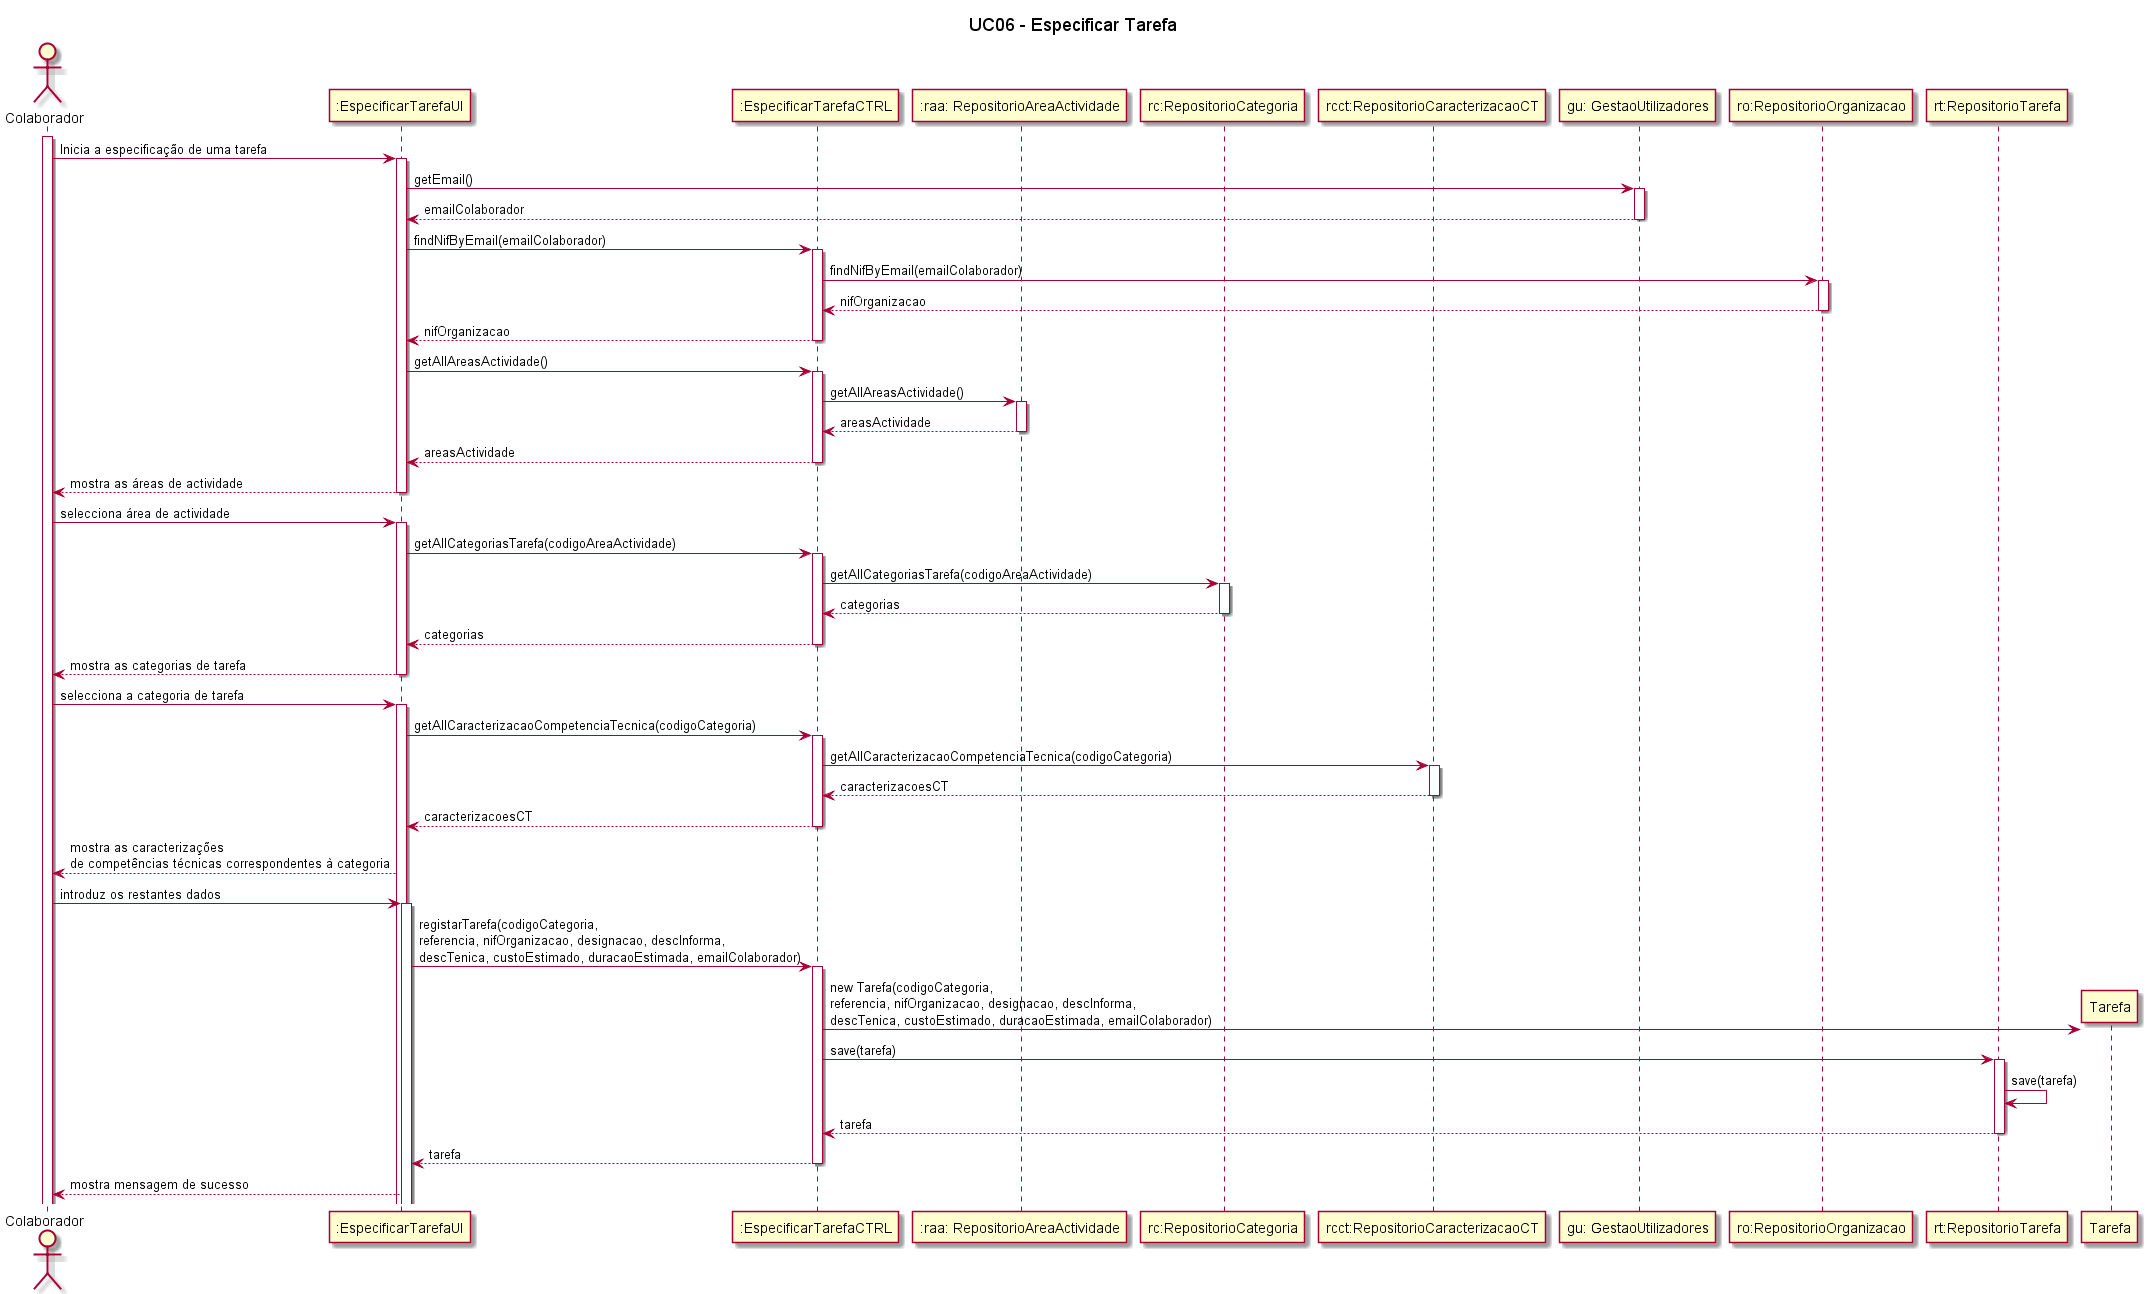 UC06 - Especificar Tarefa
Colaborador
:EspecificarTarefaUI
:EspecificarTarefaCTRL
:raa: RepositorioAreaActividade
rc:RepositorioCategoria
rcct:RepositorioCaracterizacaoCT
gu: GestaoUtilizadores
ro:RepositorioOrganizacao
rt:RepositorioTarefa
Inicia a especificação de uma tarefa
getEmail()
emailColaborador
findNifByEmail(emailColaborador)
findNifByEmail(emailColaborador)
nifOrganizacao
nifOrganizacao
getAllAreasActividade()
getAllAreasActividade()
areasActividade
areasActividade
mostra as áreas de actividade
selecciona área de actividade
getAllCategoriasTarefa(codigoAreaActividade)
getAllCategoriasTarefa(codigoAreaActividade)
categorias
categorias
mostra as categorias de tarefa
selecciona a categoria de tarefa
getAllCaracterizacaoCompetenciaTecnica(codigoCategoria)
getAllCaracterizacaoCompetenciaTecnica(codigoCategoria)
caracterizacoesCT
caracterizacoesCT
mostra as caracterizações
de competências técnicas correspondentes à categoria
introduz os restantes dados
registarTarefa(codigoCategoria,
referencia, nifOrganizacao, designacao, descInforma,
descTenica, custoEstimado, duracaoEstimada, emailColaborador)
new Tarefa(codigoCategoria,
referencia, nifOrganizacao, designacao, descInforma,
descTenica, custoEstimado, duracaoEstimada, emailColaborador)
Tarefa
save(tarefa)
save(tarefa)
tarefa
tarefa
mostra mensagem de sucesso
Colaborador
:EspecificarTarefaUI
:EspecificarTarefaCTRL
:raa: RepositorioAreaActividade
rc:RepositorioCategoria
rcct:RepositorioCaracterizacaoCT
gu: GestaoUtilizadores
ro:RepositorioOrganizacao
rt:RepositorioTarefa
Tarefa